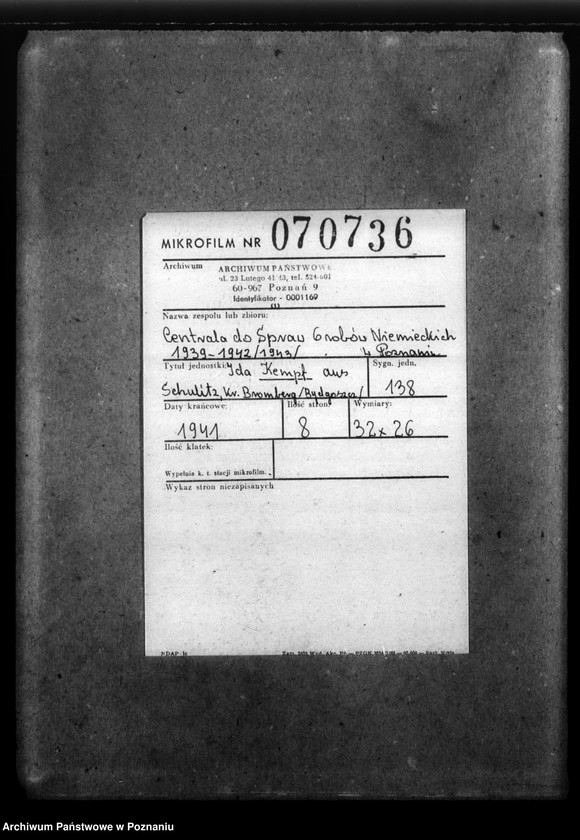 MIKROFILM NR 070736
Archiwum ARCHIWUM PAŃSTWOWE
ul. 23 Lutego 41/43, tel. 524-601
60-967 Poznań 9
Identyfikator - 0001160
(1)
Nazwa zespołu lub zbioru:
Centrala do Spraw Grobów Niemieckich
1939-1942/1943/ w Poznaniu
Tytuł jednostki: Ida Kempf aus
Sygn. jedn.
Schulitz, Kr. Bromberg/Bydgoszcz/
138
Daty krańcowe: Ilość stron: Wymiary:
1941 8 32x26
Ilość klatek:
Wypełnia k. t. stacji mikrofilm.
Wykaz stron niezapisanych
Archiwum Państwowe w Poznaniu